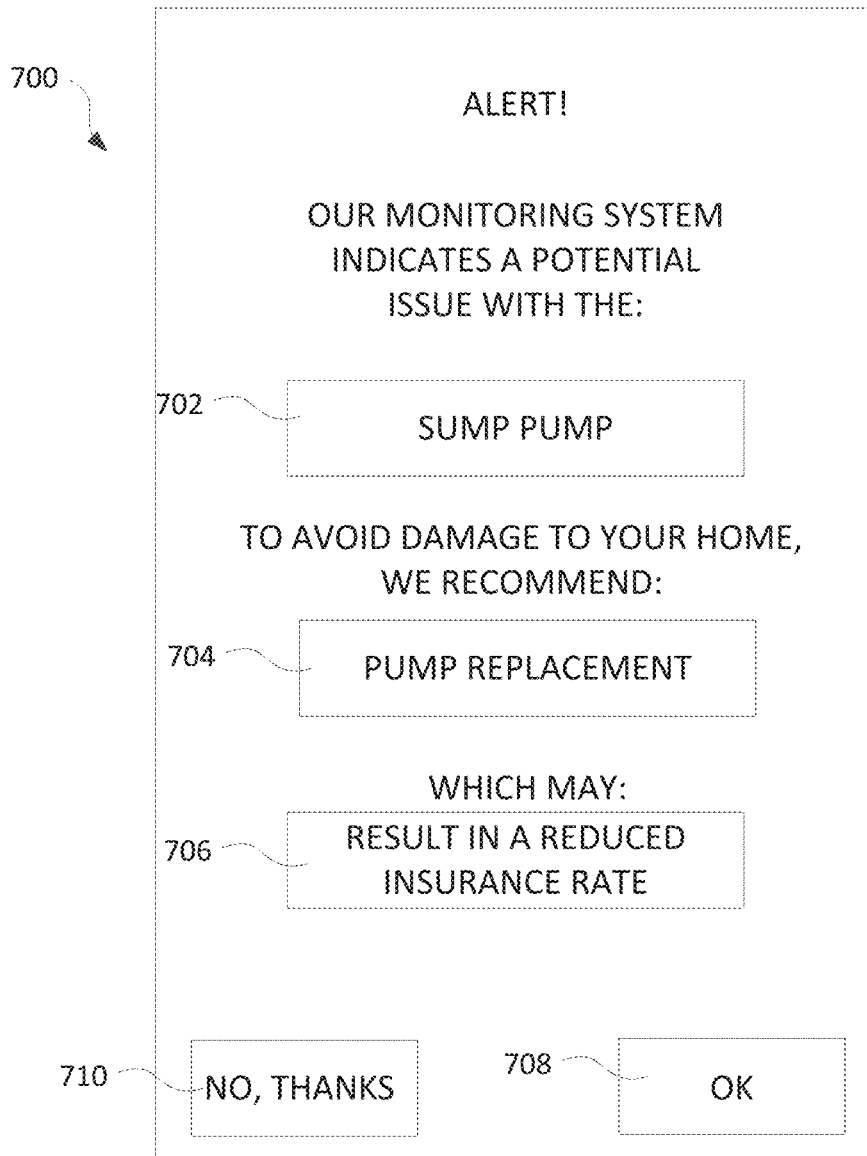 700
ALERT!
OUR MONITORING SYSTEM
INDICATES A POTENTIAL
ISSUE WITH THE:
702
SUMP PUMP
TO AVOID DAMAGE TO YOUR HOME,
WE RECOMMEND:
704
PUMP REPLACEMENT
WHICH MAY:
706
RESULT IN A REDUCED
INSURANCE RATE
710
NO, THANKS
708
OK